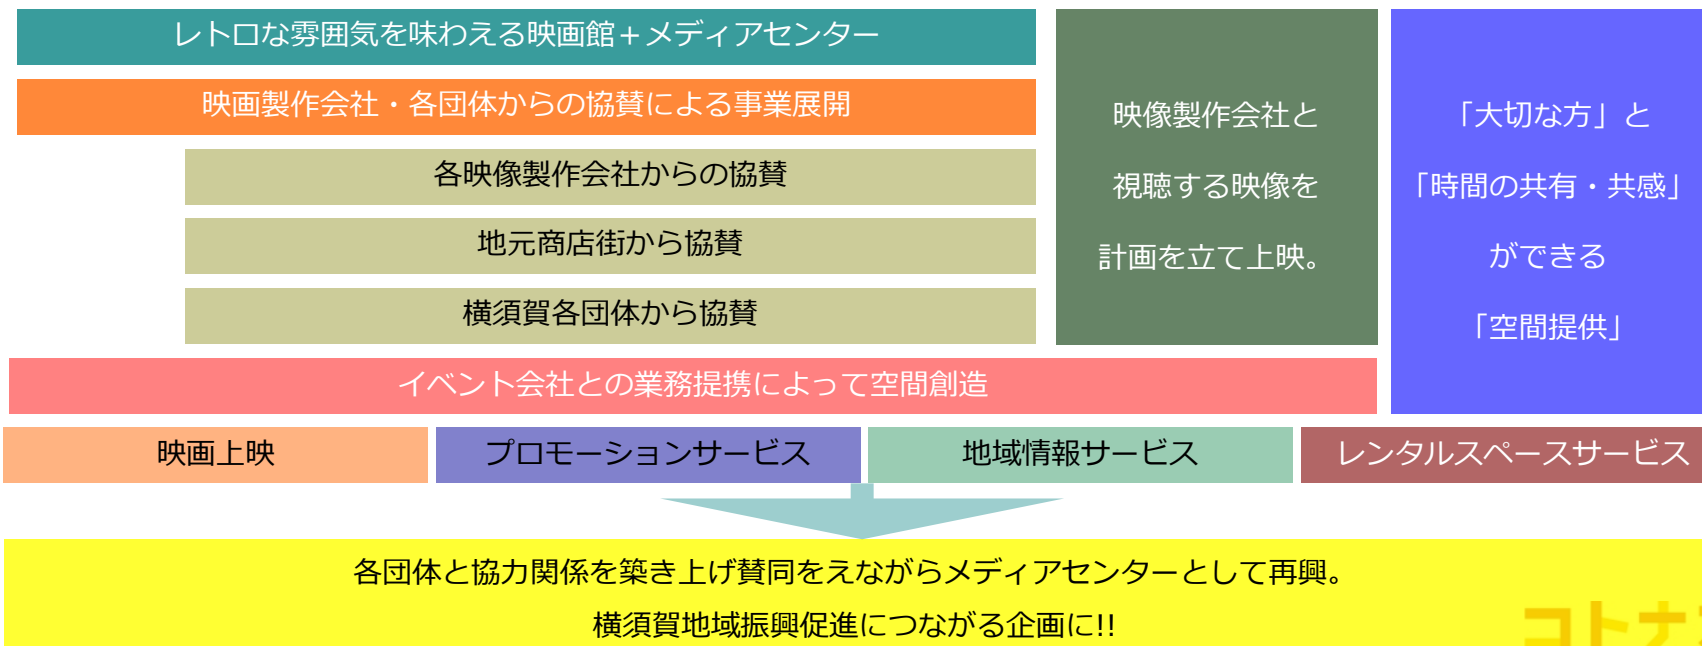 レトロな雰囲気を味わえる映画館＋メディアセンター
映画製作会社・各団体からの協賛による事業展開
各映像製作会社からの協賛
地元商店街から協賛
横須賀各団体から協賛
映像製作会社と
視聴する映像を
計画を立て上映。
「大切な方」と
「時間の共有・共感」
ができる
「空間提供」
イベント会社との業務提携によって空間創造
映画上映
プロモーションサービス
地域情報サービス
レンタルスペースサービス
各団体と協力関係を築き上げ賛同をえながらメディアセンターとして再興。
横須賀地域振興促進につながる企画に!!
コトナ